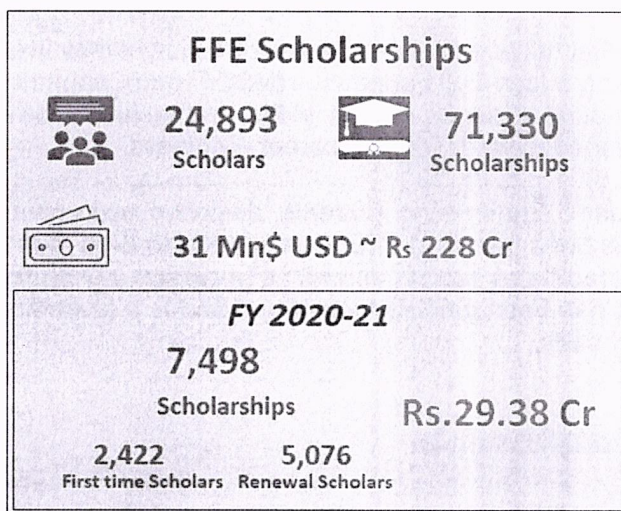 FFE Scholarships
24,893
Scholars
71,330
Scholarships
31 Mn$ USD ~ Rs 228 Cr
FY 2020-21
7,498
Scholarships
Rs.29.38 Cr
2,422
First time Scholars
5,076
Renewal Scholars